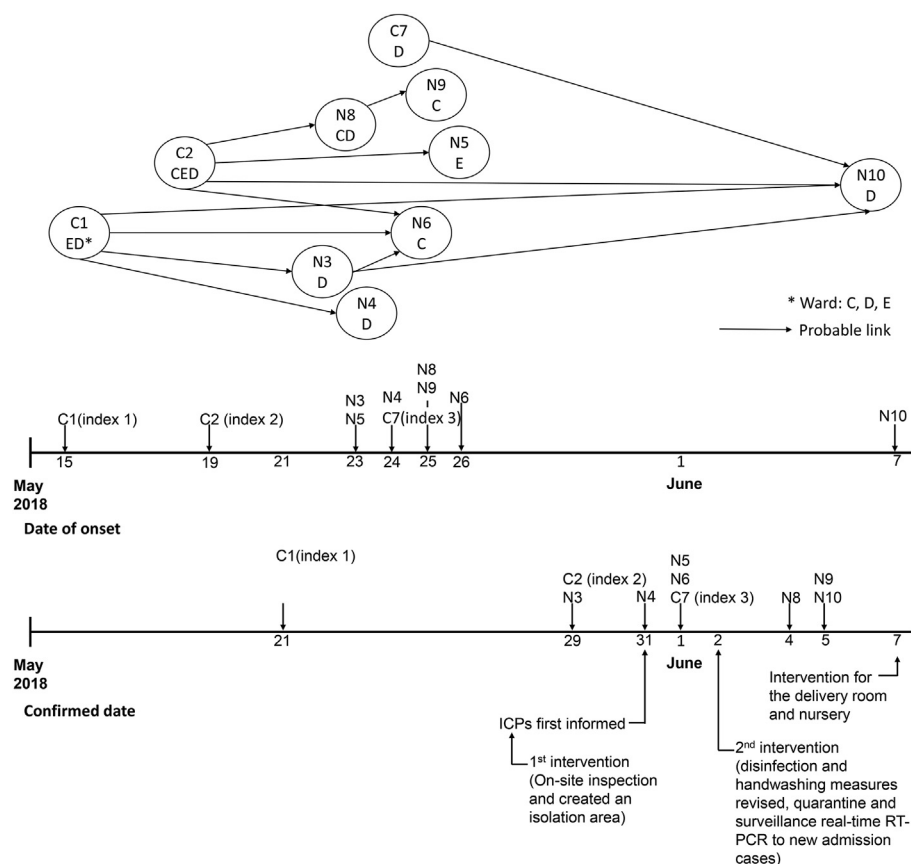 C7
D
N9
C
N8
CD
N5
E
C2
CED
N10
D
C1
ED*
N6
C
N3
D
N4
D
* Ward: C, D, E
Probable link
N8
N3
N4
N9
N6
C1(index 1)
C2 (index 2)
N5
C7(index 3)
N10
15
19
21
23
24
25
26
1
7
May
2018
June
Date of onset
C1(index 1)
N5
C2 (index 2)
N6
N9
N3
N4
C7 (index 3)
N8
N10
21
29
31
1
2
4
5
7
May
2018
June
Confirmed date
Intervention for
the delivery room
and nursery
ICPs first informed
1st intervention
(On-site inspection
and created an
isolation area)
2nd intervention
(disinfection and
handwashing measures
revised, quarantine and
surveillance real-time RT-
PCR to new admission
cases)